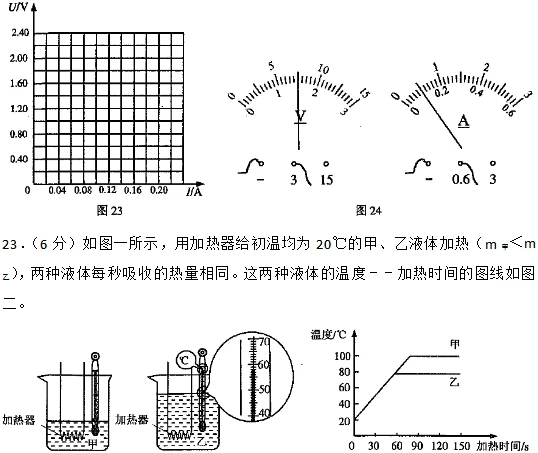 U/V
2.40
2.00
1.60
1.20
0.80
0.40
0.04 0.08 0.12 0.16 0.20 I/A
图23
0 5 10 15
0 1 2 3
V
- 3 15
0 1 2 3
0 0.2 0.4 0.6
A
- 0.6 3
图24
23.(6分)如图一所示,用加热器给初温均为20℃的甲、乙液体加热(m甲<m
乙),两种液体每秒吸收的热量相同。这两种液体的温度--加热时间的图线如图
二。
加热器
甲
加热器
乙
℃
70
60
50
40
温度/℃
100
80
60
40
20
甲
乙
0 30 60 90 120 150 加热时间/s